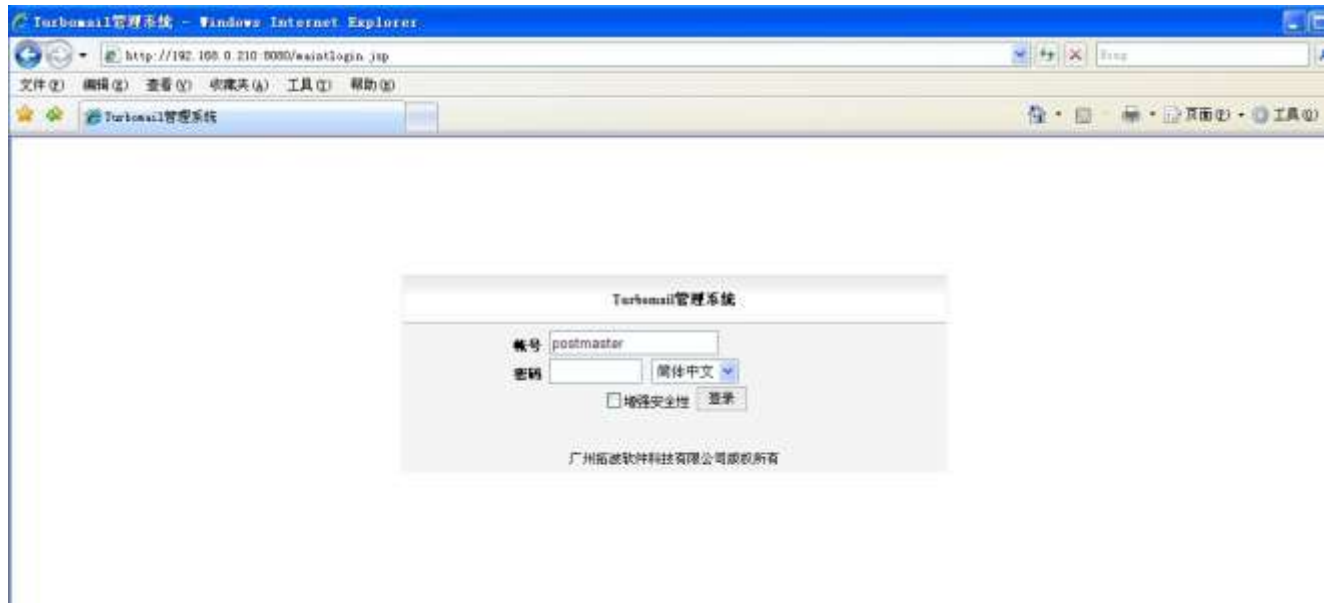 Turbomail管理系统 - Windows Internet Explorer
http://192.168.0.210:8080/maintlogin.jsp
Bing
文件(F) 编辑(E) 查看(V) 收藏夹(A) 工具(T) 帮助(H)
Turbomail管理系统
页面(P) 工具(O)
Turbomail管理系统
帐号 postmaster
密码 简体中文
增强安全性 登录
广州拓波软件科技有限公司版权所有